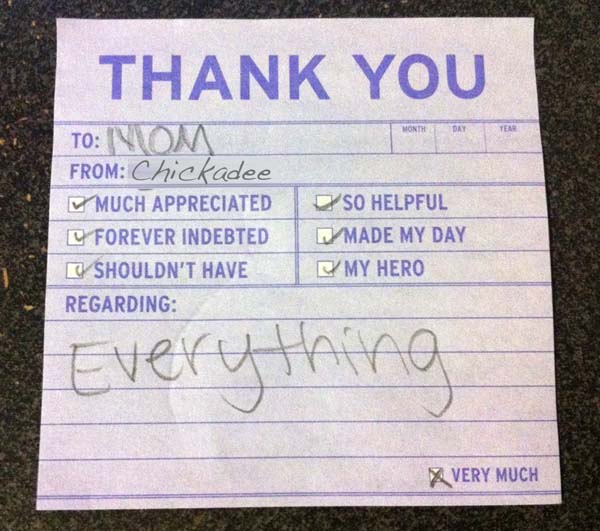 THANK YOU
TO: MOM MONTH DAY YEAR
FROM: Chickadee
MUCH APPRECIATED SO HELPFUL
FOREVER INDEBTED MADE MY DAY
SHOULDN'T HAVE MY HERO
REGARDING:
Everything
VERY MUCH